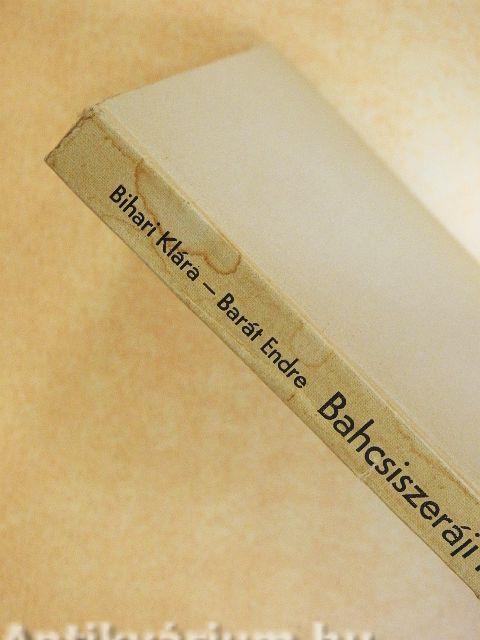 Bihari Klára – Barát Endre Bahcsiszeráji
Antikvárium.hu